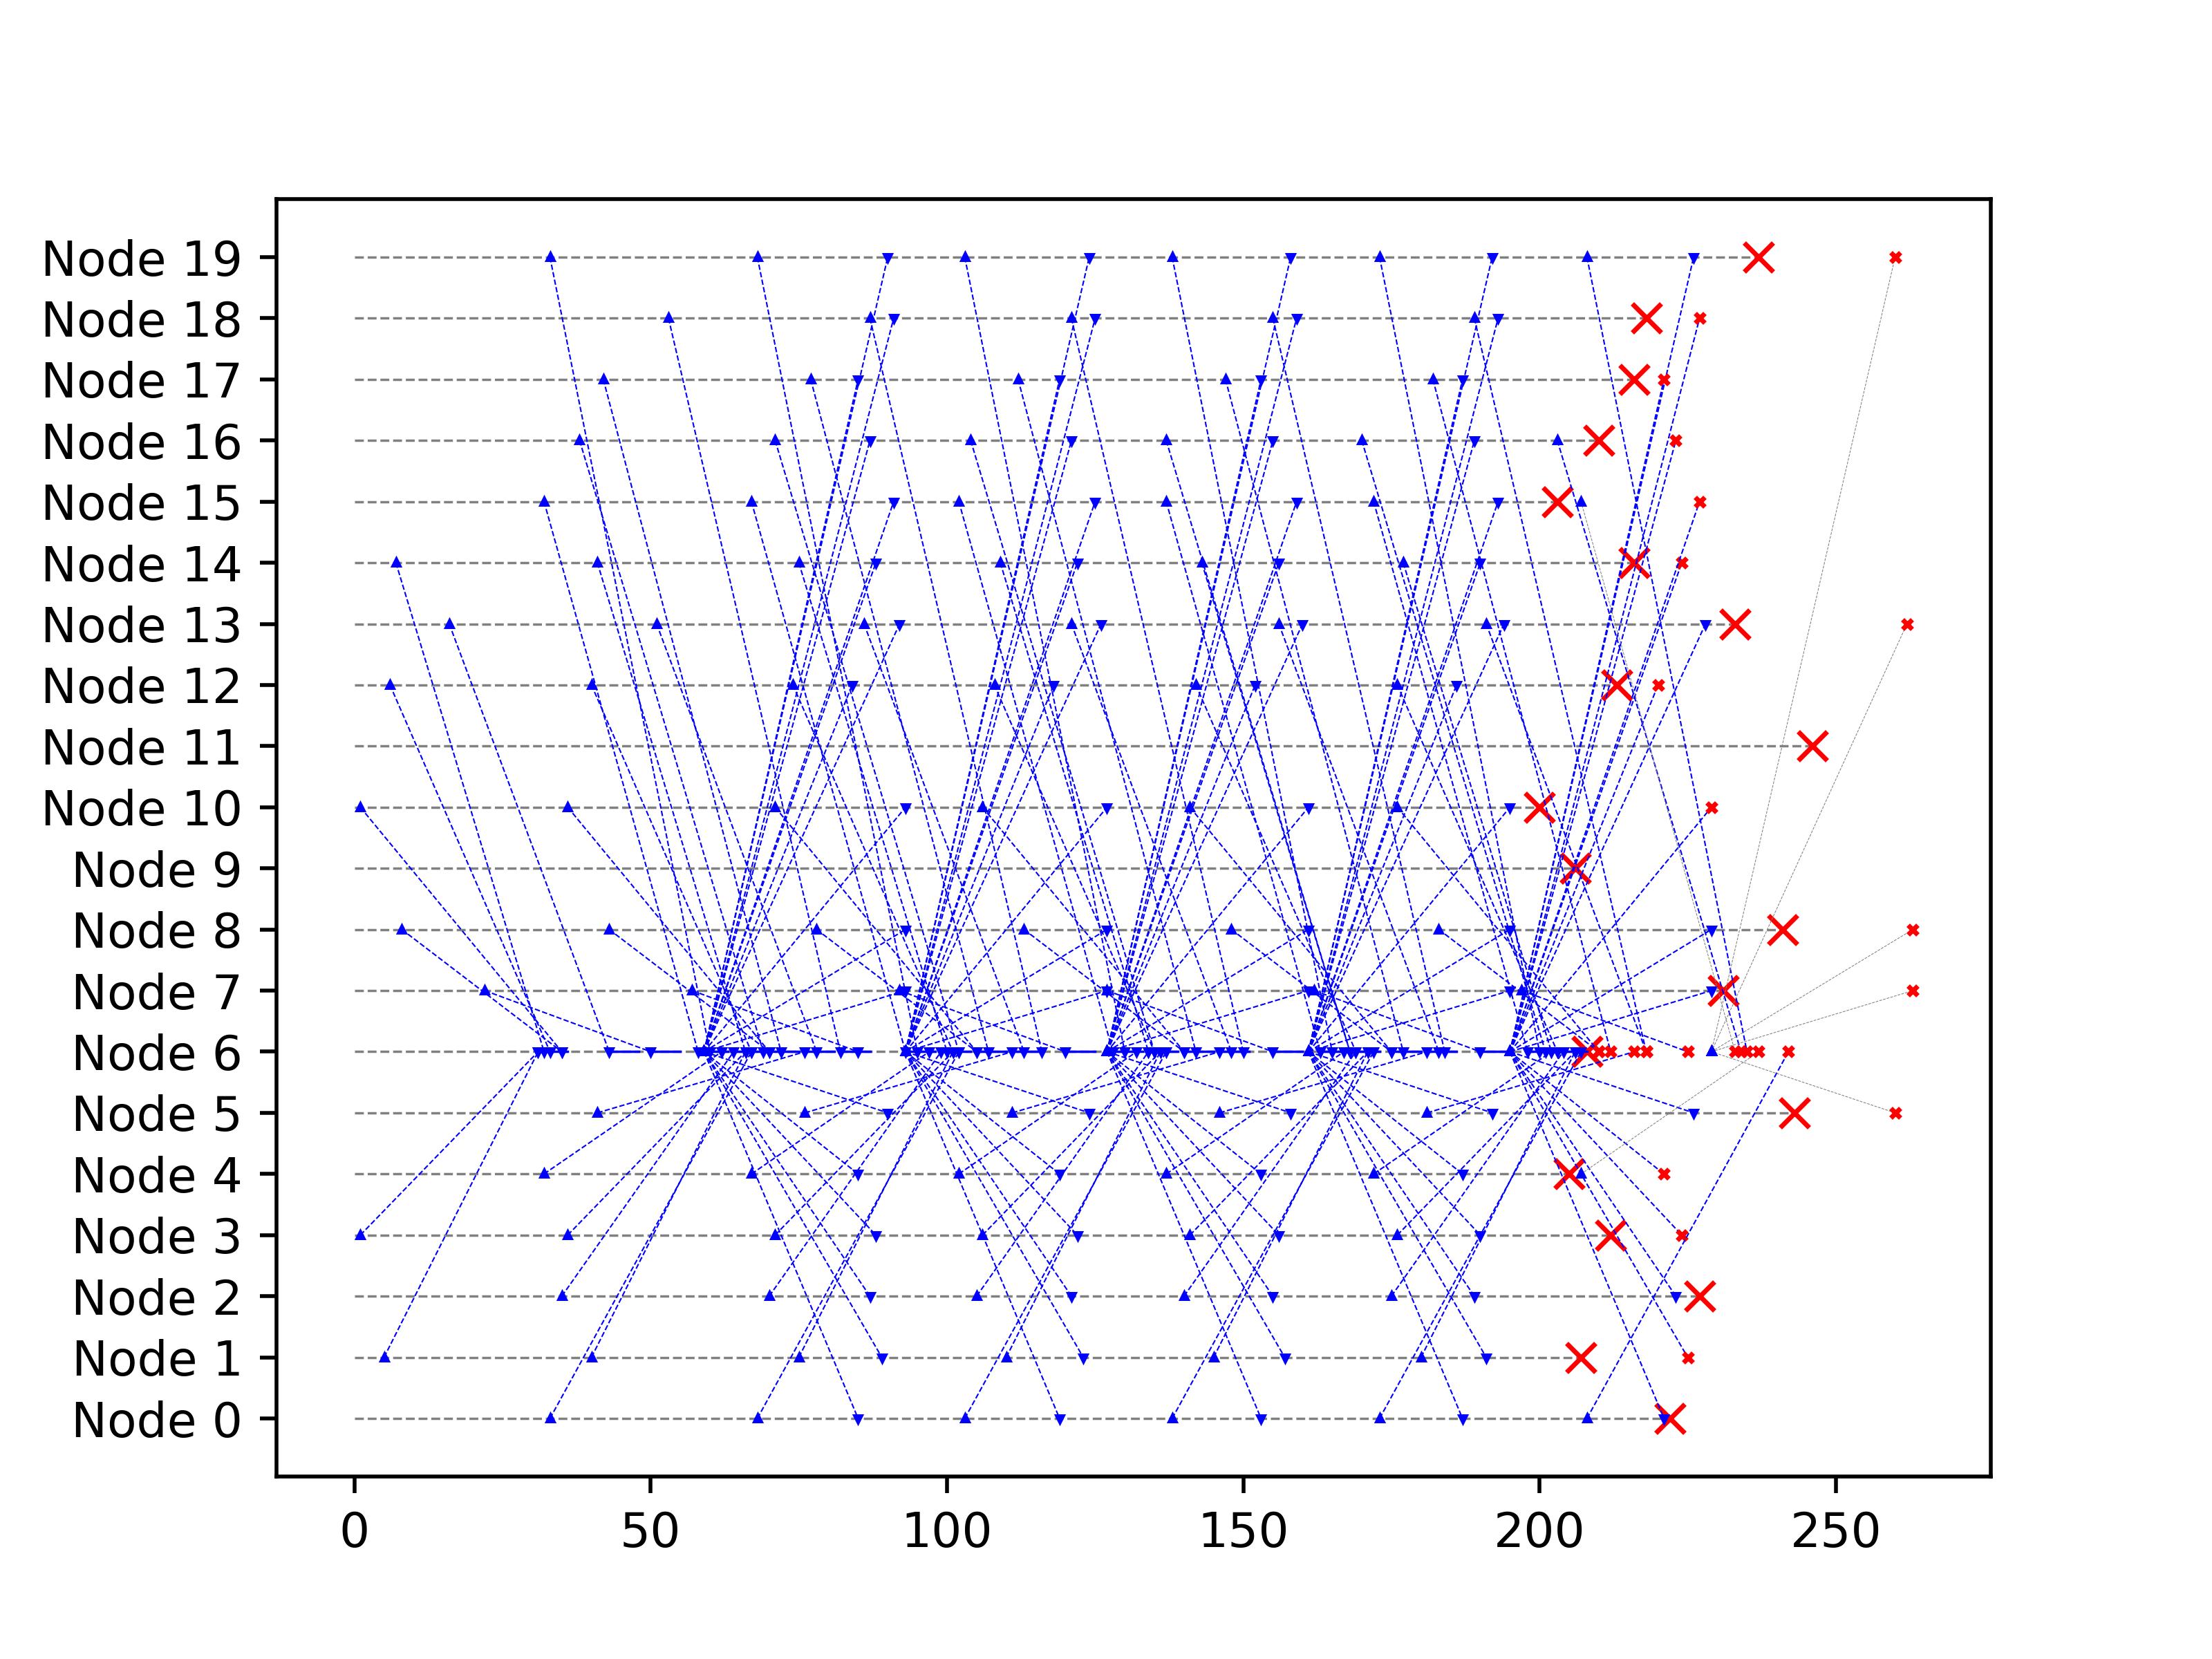 Node 19
Node 18
Node 17
Node 16
Node 15
Node 14
Node 13
Node 12
Node 11
Node 10
Node 9
Node 8
Node 7
Node 6
Node 5
Node 4
Node 3
Node 2
Node 1
Node 0
0 50 100 150 200 250